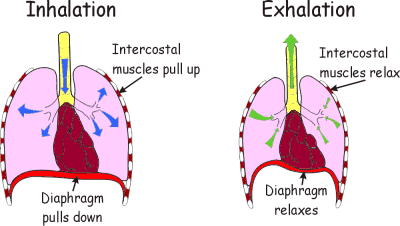 Inhalation
Intercostal
muscles pull up
Diaphragm
pulls down
Exhalation
Intercostal
muscles relax
Diaphragm
relaxes